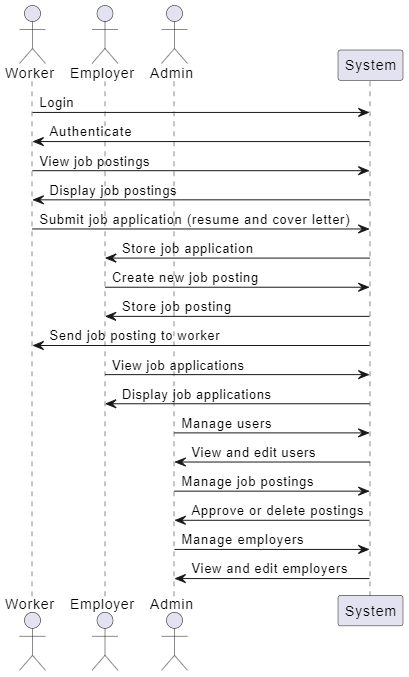 Worker Employer Admin System
Login
Authenticate
View job postings
Display job postings
Submit job application (resume and cover letter)
Store job application
Create new job posting
Store job posting
Send job posting to worker
View job applications
Display job applications
Manage users
View and edit users
Manage job postings
Approve or delete postings
Manage employers
View and edit employers
Worker Employer Admin System